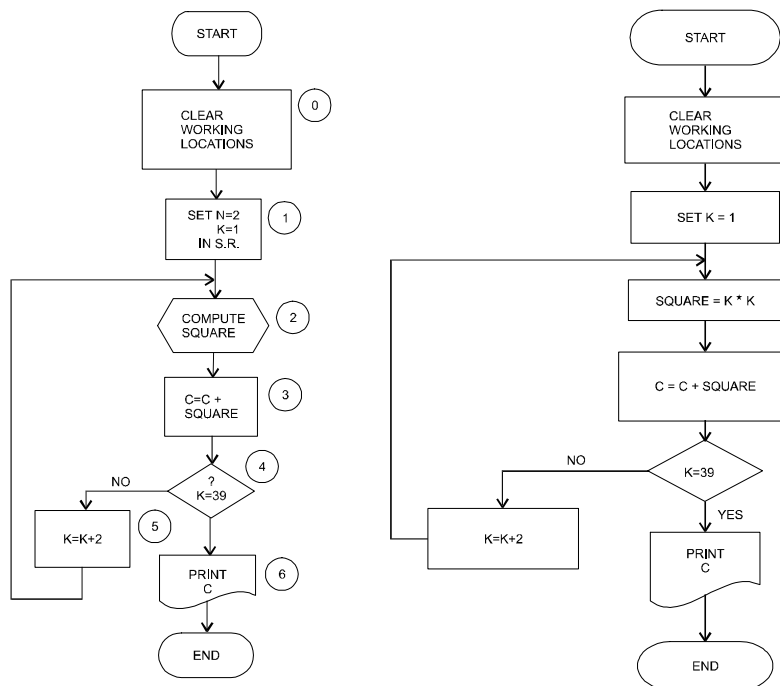 START
0
CLEAR
WORKING
LOCATIONS
1
SET N=2
K=1
IN S.R.
2
COMPUTE
SQUARE
3
C=C +
SQUARE
4
?
K=39
NO
5
K=K+2
6
PRINT
C
END
START
CLEAR
WORKING
LOCATIONS
SET K = 1
SQUARE = K * K
C = C + SQUARE
K=39
NO
YES
K=K+2
PRINT
C
END